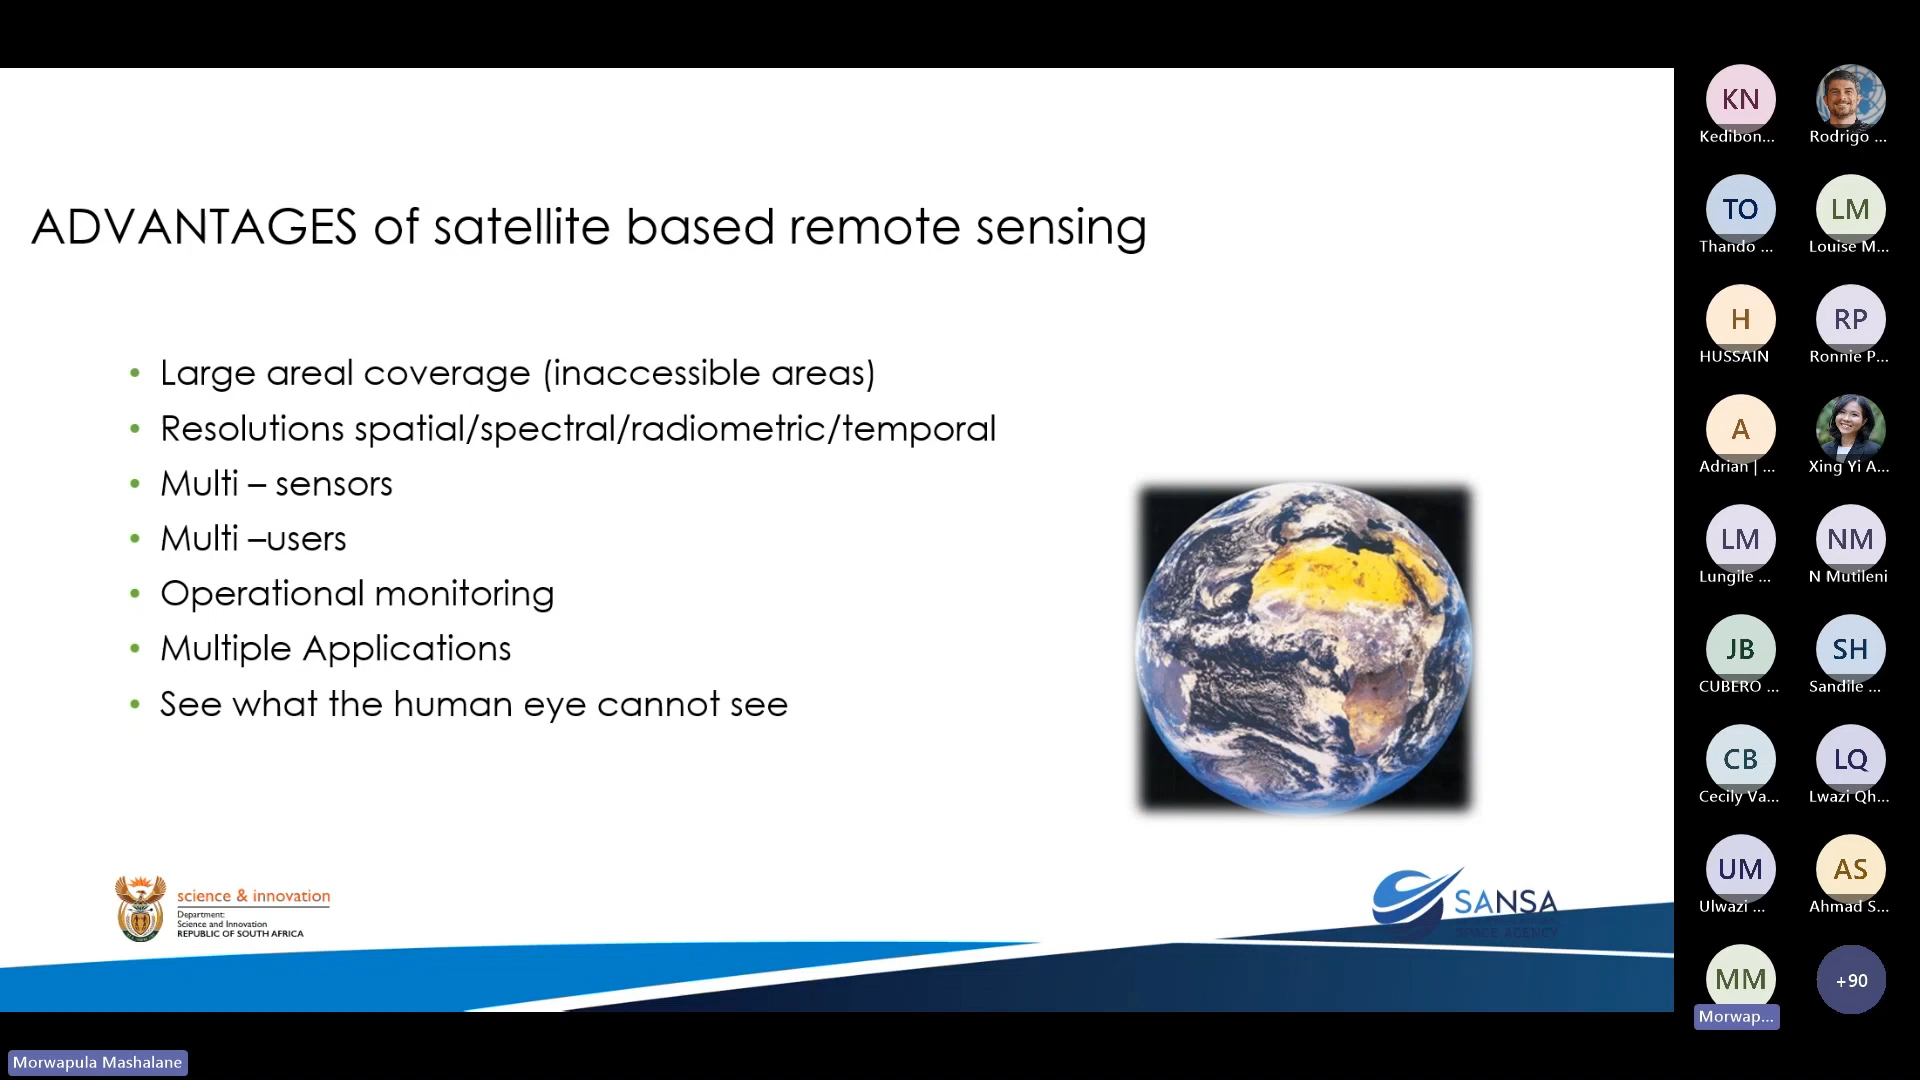 ADVANTAGES of satellite based remote sensing
• Large areal coverage (inaccessible areas)
• Resolutions spatial/spectral/radiometric/temporal
• Multi – sensors
• Multi –users
• Operational monitoring
• Multiple Applications
• See what the human eye cannot see
science & innovation
Department:
Science and Innovation
REPUBLIC OF SOUTH AFRICA
SANSA
SPACE AGENCY
KN
Kedibon...
Rodrigo ...
TO
Thando ...
LM
Louise M...
H
HUSSAIN
RP
Ronnie P...
A
Adrian | ...
Xing Yi A...
LM
Lungile ...
NM
N Mutileni
JB
CUBERO ...
SH
Sandile ...
CB
Cecily Va...
LQ
Lwazi Qh...
UM
Ulwazi ...
AS
Ahmad S...
MM
Morwap...
+90
Morwapula Mashalane